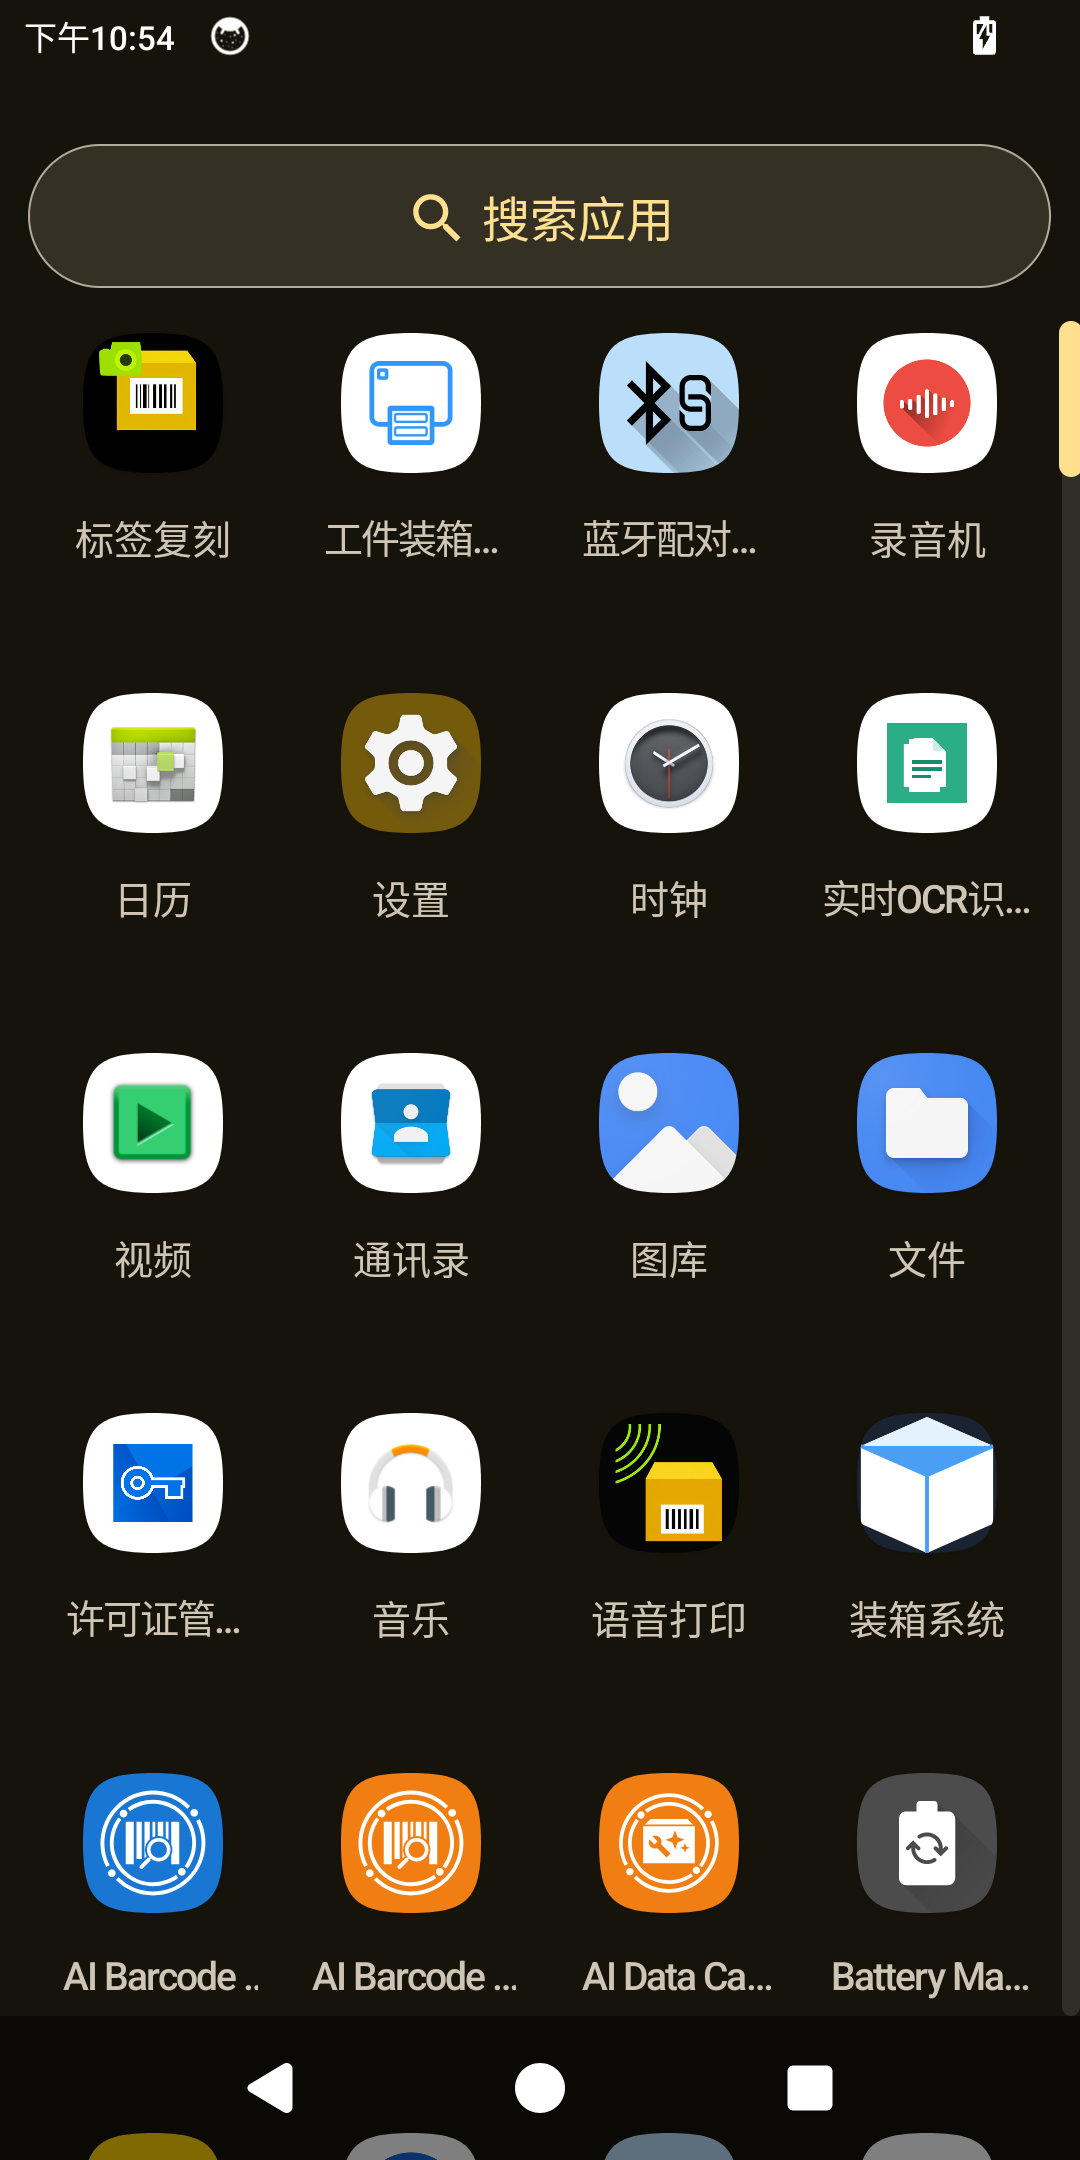 下午10:54
搜索应用
标签复刻
工件装箱...
蓝牙配对...
录音机
日历
设置
时钟
实时OCR识...
视频
通讯录
图库
文件
许可证管...
音乐
语音打印
装箱系统
AI Barcode ..
AI Barcode ...
AI Data Ca...
Battery Ma...